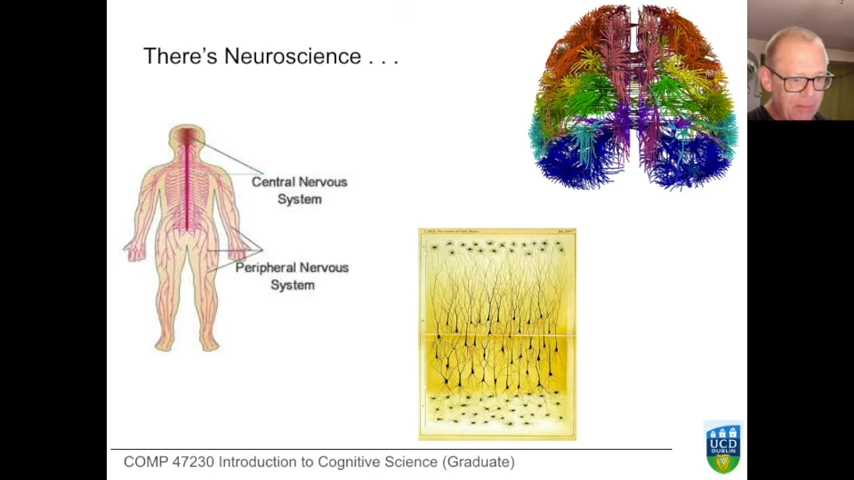 There's Neuroscience . . .
Central Nervous
System
Peripheral Nervous
System
COMP 47230 Introduction to Cognitive Science (Graduate)
UCD
DUBLIN